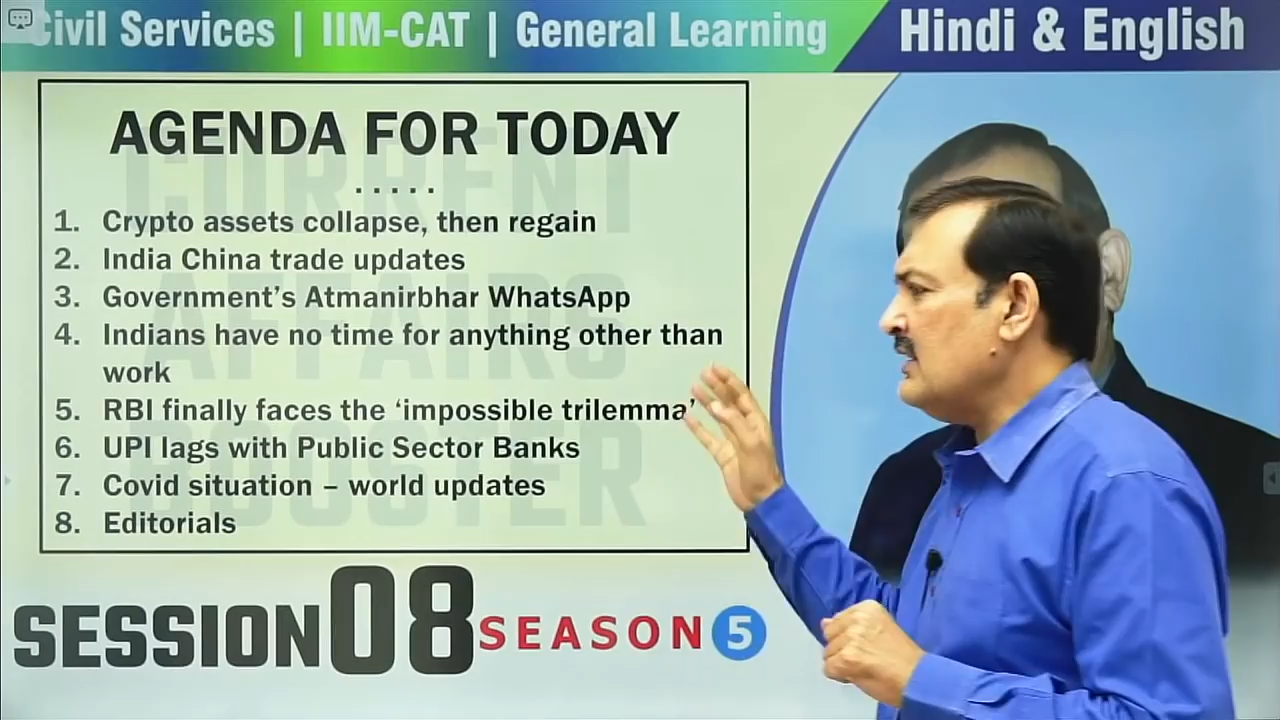 Civil Services | IIM-CAT | General Learning
Hindi & English
AGENDA FOR TODAY
.....
1. Crypto assets collapse, then regain
2. India China trade updates
3. Government's Atmanirbhar WhatsApp
4. Indians have no time for anything other than
work
5. RBI finally faces the ‘impossible trilemma’
6. UPI lags with Public Sector Banks
7. Covid situation – world updates
8. Editorials
CURRENT
AFFAIRS
BOOSTER
SESSION 08 SEASON 5